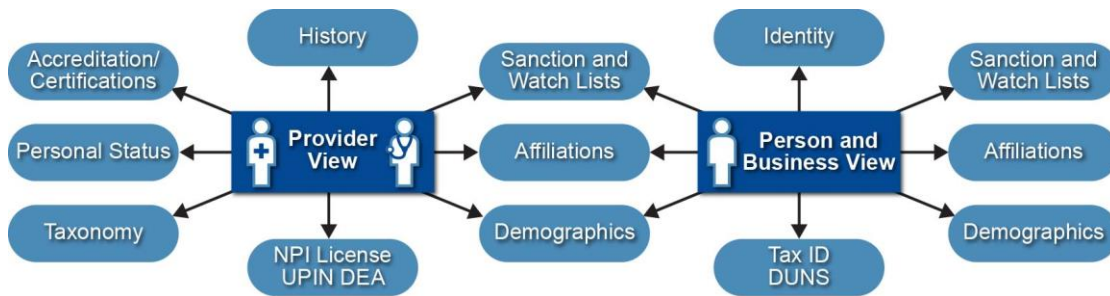 History
Identity
Accreditation/
Certifications
Sanction and
Watch Lists
Sanction and
Watch Lists
Personal Status
Provider
View
Affiliations
Person and
Business View
Affiliations
Taxonomy
Demographics
Demographics
NPI License
UPIN DEA
Tax ID
DUNS